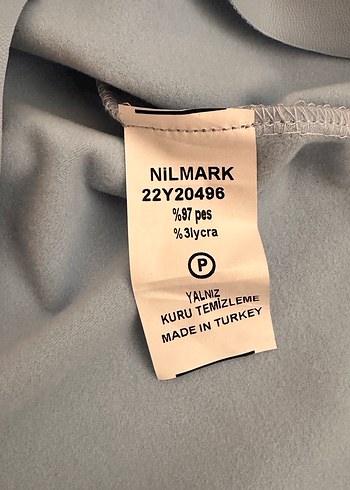 NiLMARK
22Y20496
%97 pes
%3lycra
P
YALNIZ
KURU TEMİZLEME
MADE IN TURKEY